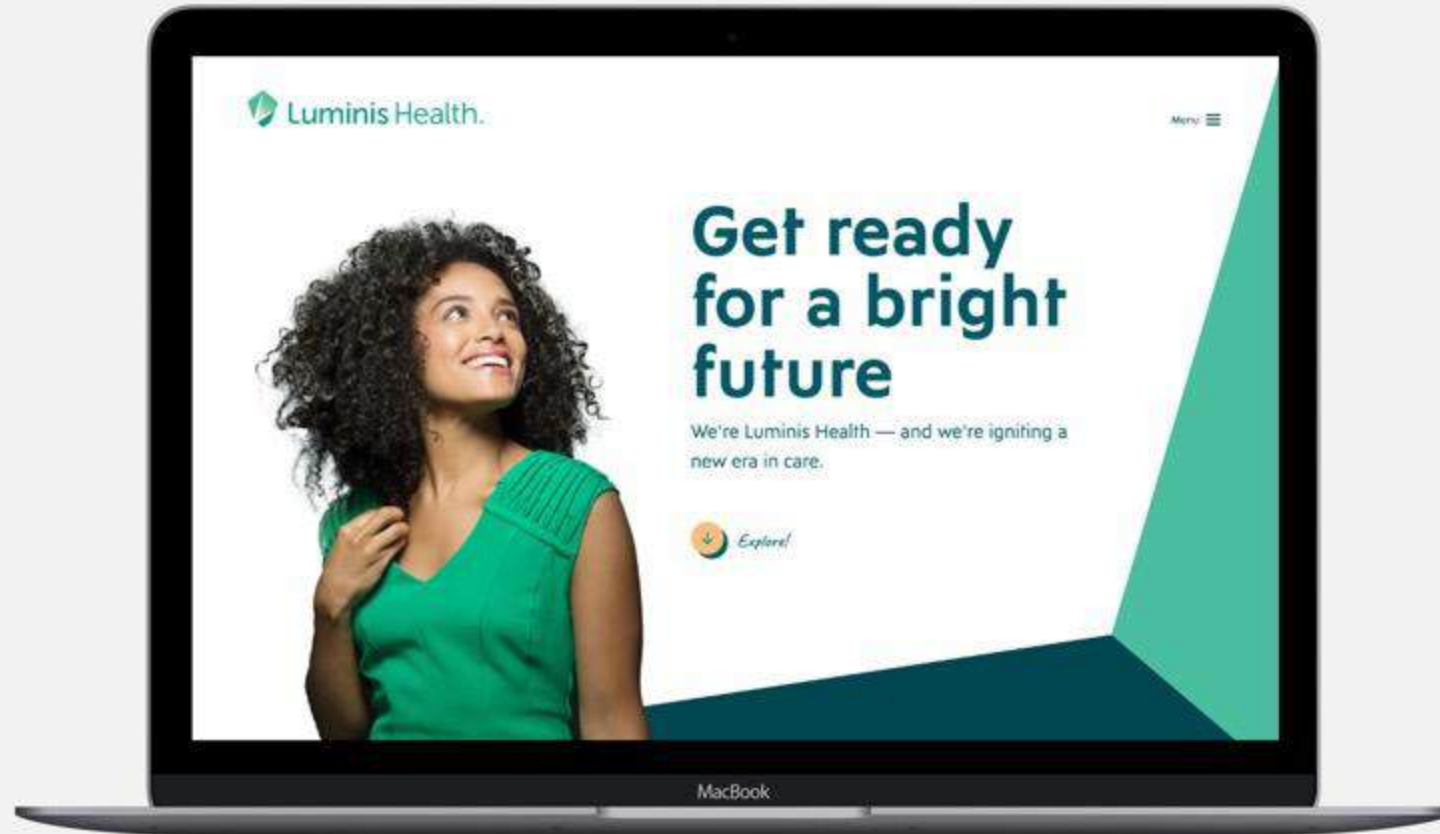 Luminis Health.
Menu
Get ready
for a bright
future
We're Luminis Health — and we're igniting a
new era in care.
Explore!
MacBook